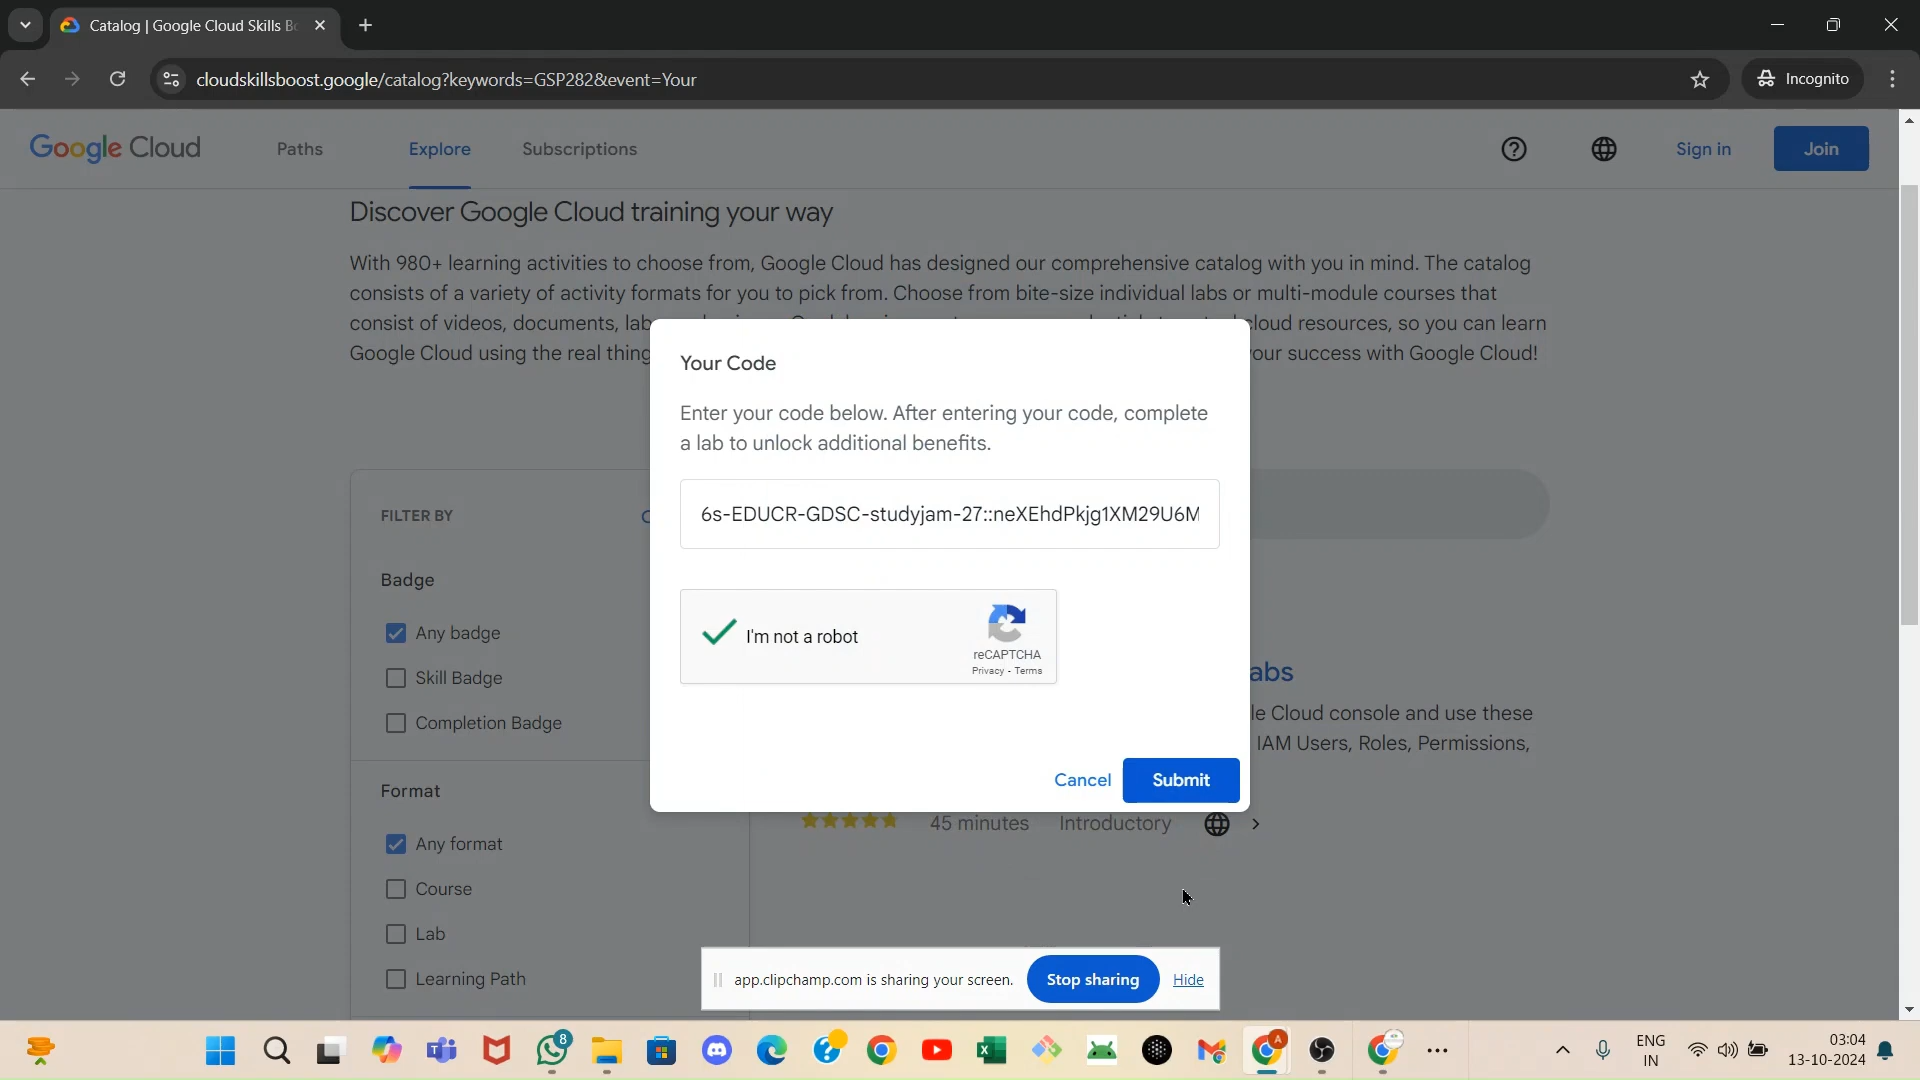 Catalog | Google Cloud Skills Bo
cloudskillsboost.google/catalog?keywords=GSP282&event=Your
Incognito
Google Cloud
Paths
Explore
Subscriptions
Sign in
Join
Discover Google Cloud training your way
With 980+ learning activities to choose from, Google Cloud has designed our comprehensive catalog with you in mind. The catalog
consists of a variety of activity formats for you to pick from. Choose from bite-size individual labs or multi-module courses that
consist of videos, documents, lab cloud resources, so you can learn
Google Cloud using the real thing our success with Google Cloud!
Your Code
Enter your code below. After entering your code, complete
a lab to unlock additional benefits.
6s-EDUCR-GDSC-studyjam-27::neXEhdPkjg1XM29U6M
I'm not a robot
reCAPTCHA
Privacy - Terms
Cancel
Submit
FILTER BY
Badge
Any badge
Skill Badge
Completion Badge
Format
Any format
Course
Lab
Learning Path
abs
le Cloud console and use these
IAM Users, Roles, Permissions,
45 minutes
Introductory
app.clipchamp.com is sharing your screen.
Stop sharing
Hide
8
A
ENG
IN
03:04
13-10-2024